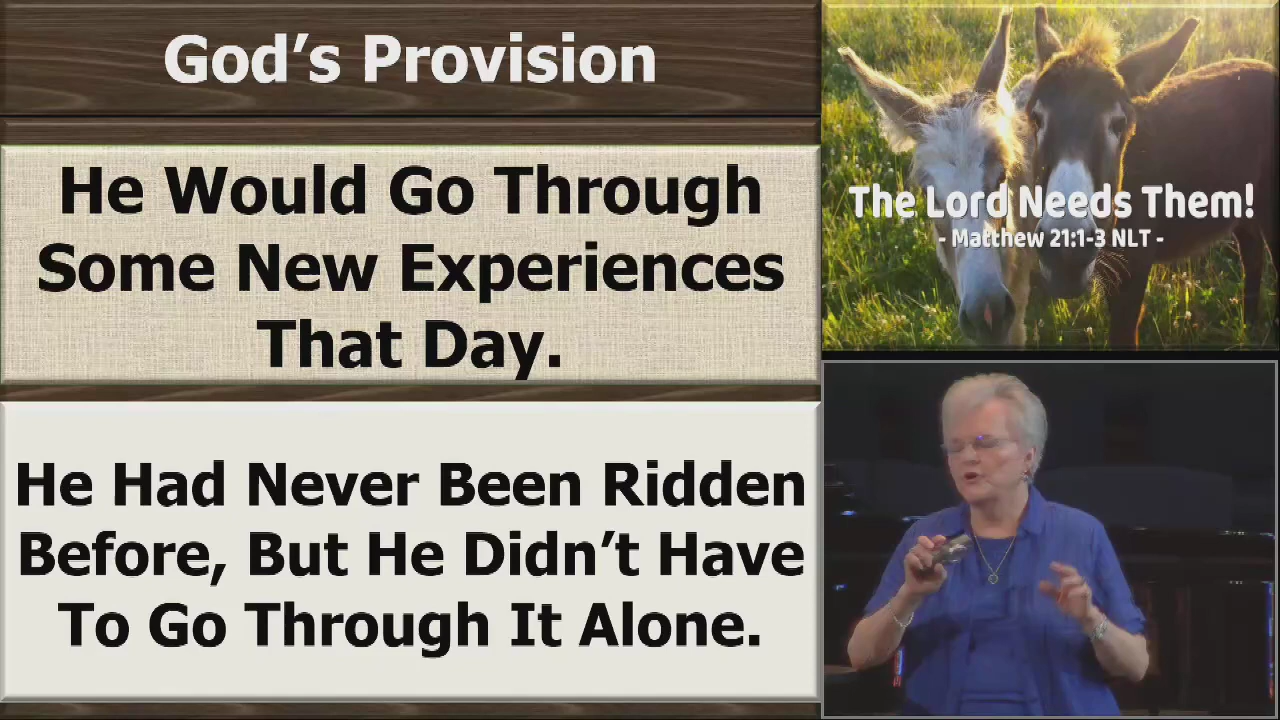 God’s Provision
He Would Go Through
Some New Experiences
That Day.
He Had Never Been Ridden
Before, But He Didn’t Have
To Go Through It Alone.
The Lord Needs Them!
- Matthew 21:1-3 NLT -